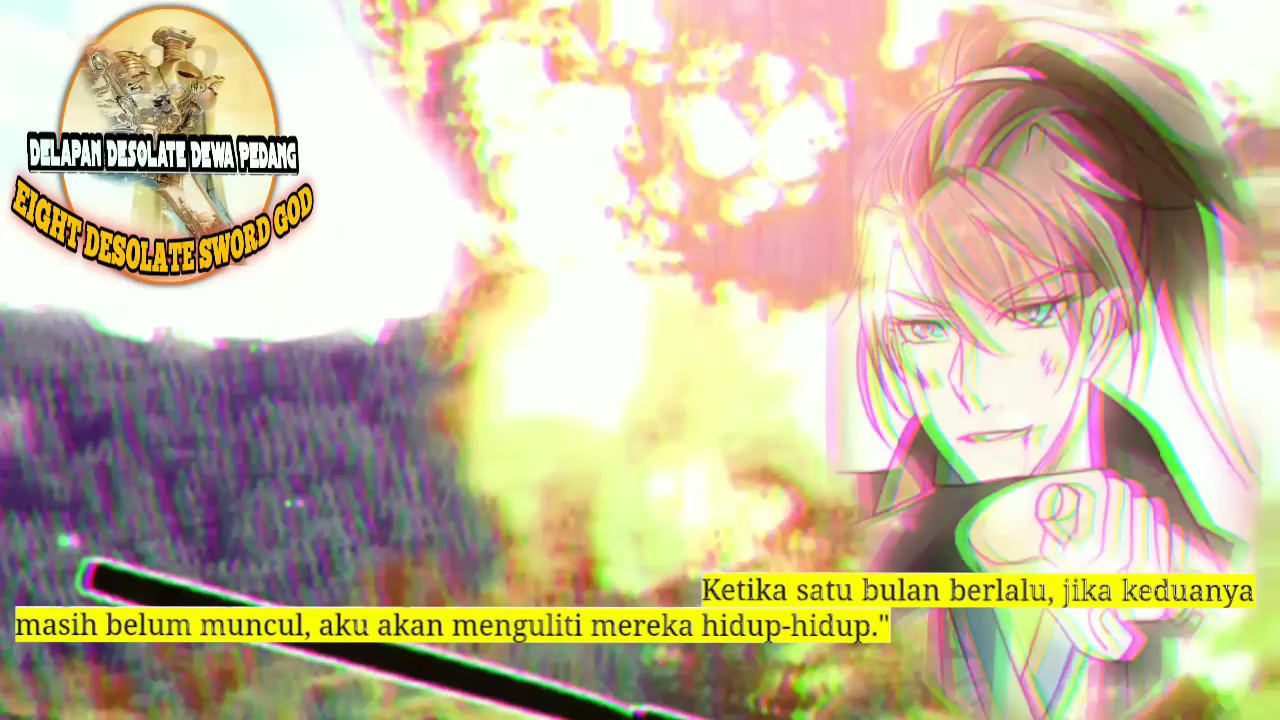 DELAPAN DESOLATE DEWA PEDANG
EIGHT DESOLATE SWORD GOD
Ketika satu bulan berlalu, jika keduanya
masih belum muncul, aku akan menguliti mereka hidup-hidup."